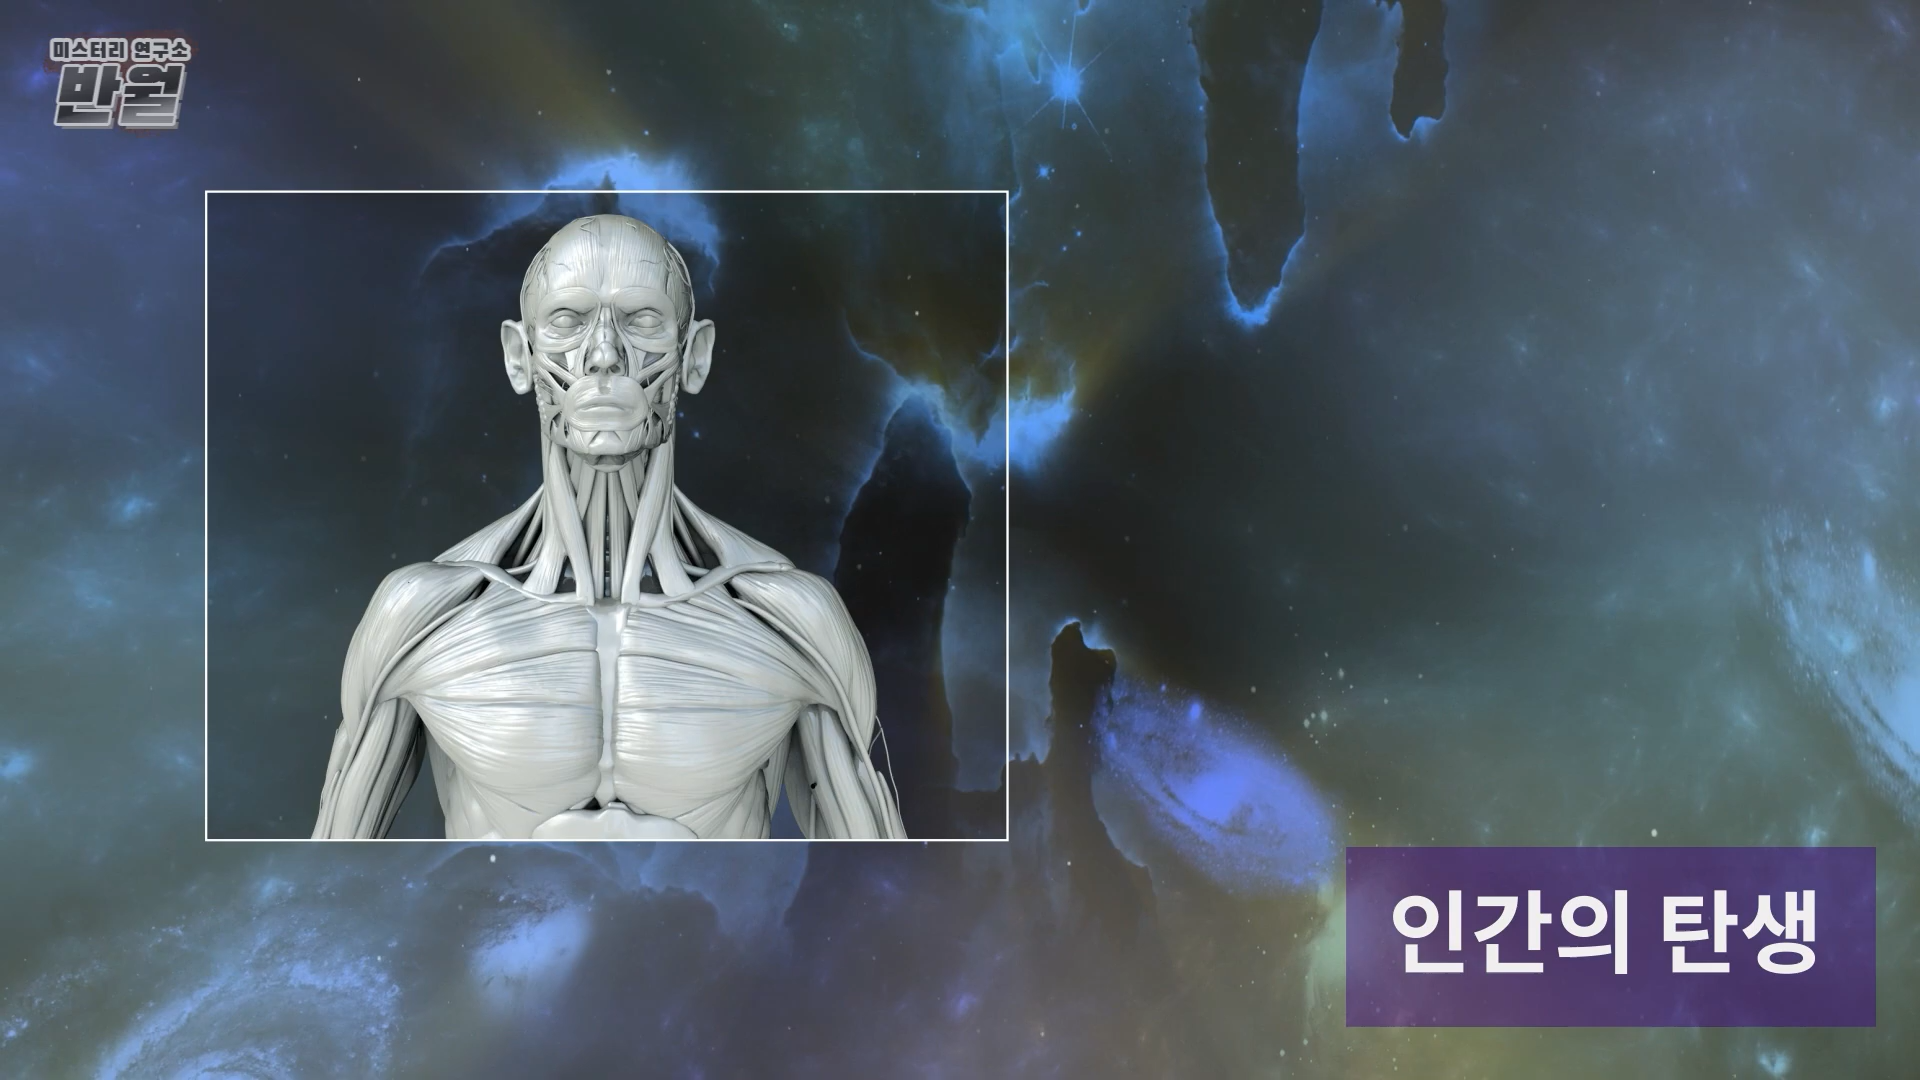 미스터리 연구소
반월
인간의 탄생